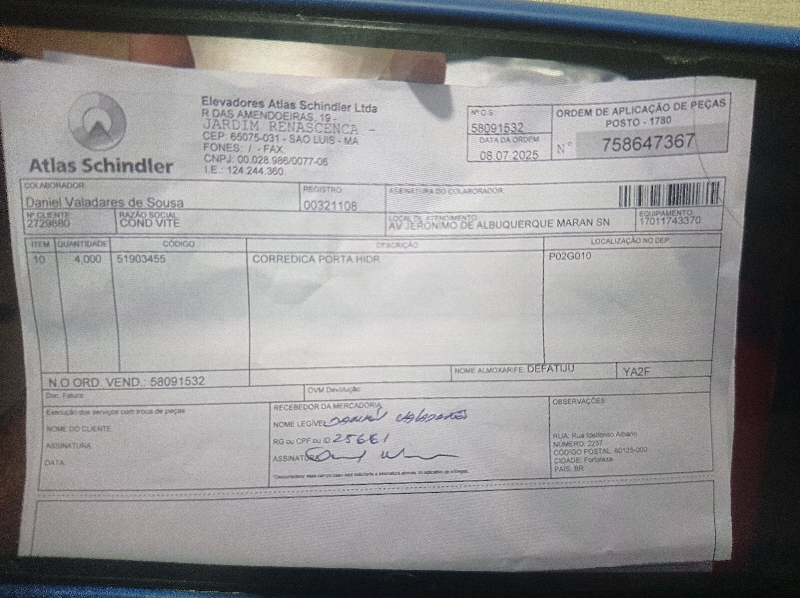 Atlas Schindler
Elevadores Atlas Schindler Ltda
R DAS AMENDOEIRAS, 19 -
JARDIM RENASCENCA -
CEP: 65075-031 - SAO LUIS - MA
FONES: / - FAX
CNPJ: 00.028.986/0077-06
I.E.: 124.244.360.
Nº O.S.
58091532
DATA DA ORDEM
08.07.2025
ORDEM DE APLICAÇÃO DE PEÇAS
POSTO - 1780
N° 758647367
COLABORADOR
Daniel Valadares de Sousa
REGISTRO
00321108
ASSINATURA DO COLABORADOR
Nº CLIENTE
2729880
RAZÃO SOCIAL
COND VITE
LOCAL DE ATENDIMENTO
AV JERONIMO DE ALBUQUERQUE MARAN SN
EQUIPAMENTO
17011743370
ITEM QUANTIDADE CÓDIGO DESCRIÇÃO LOCALIZAÇÃO NO DEP.
10 4,000 51903455 CORREDICA PORTA HIDR P02G010
NOME ALMOXARIFE: DEFATIJU YA2F
N.O ORD. VEND.: 58091532
Doc. Fatura:
OVM Devolução:
Execução dos serviços com troca de peças
NOME DO CLIENTE:
ASSINATURA:
DATA:
RECEBEDOR DA MERCADORIA
NOME LEGÍVEL: DANIEL VALADARES
RG ou CPF ou ID 25661
ASSINATURA
OBSERVAÇÕES:
RUA: Rua Idelfonso Albano
NÚMERO: 2257
CÓDIGO POSTAL: 60125-000
CIDADE: Fortaleza
PAÍS: BR